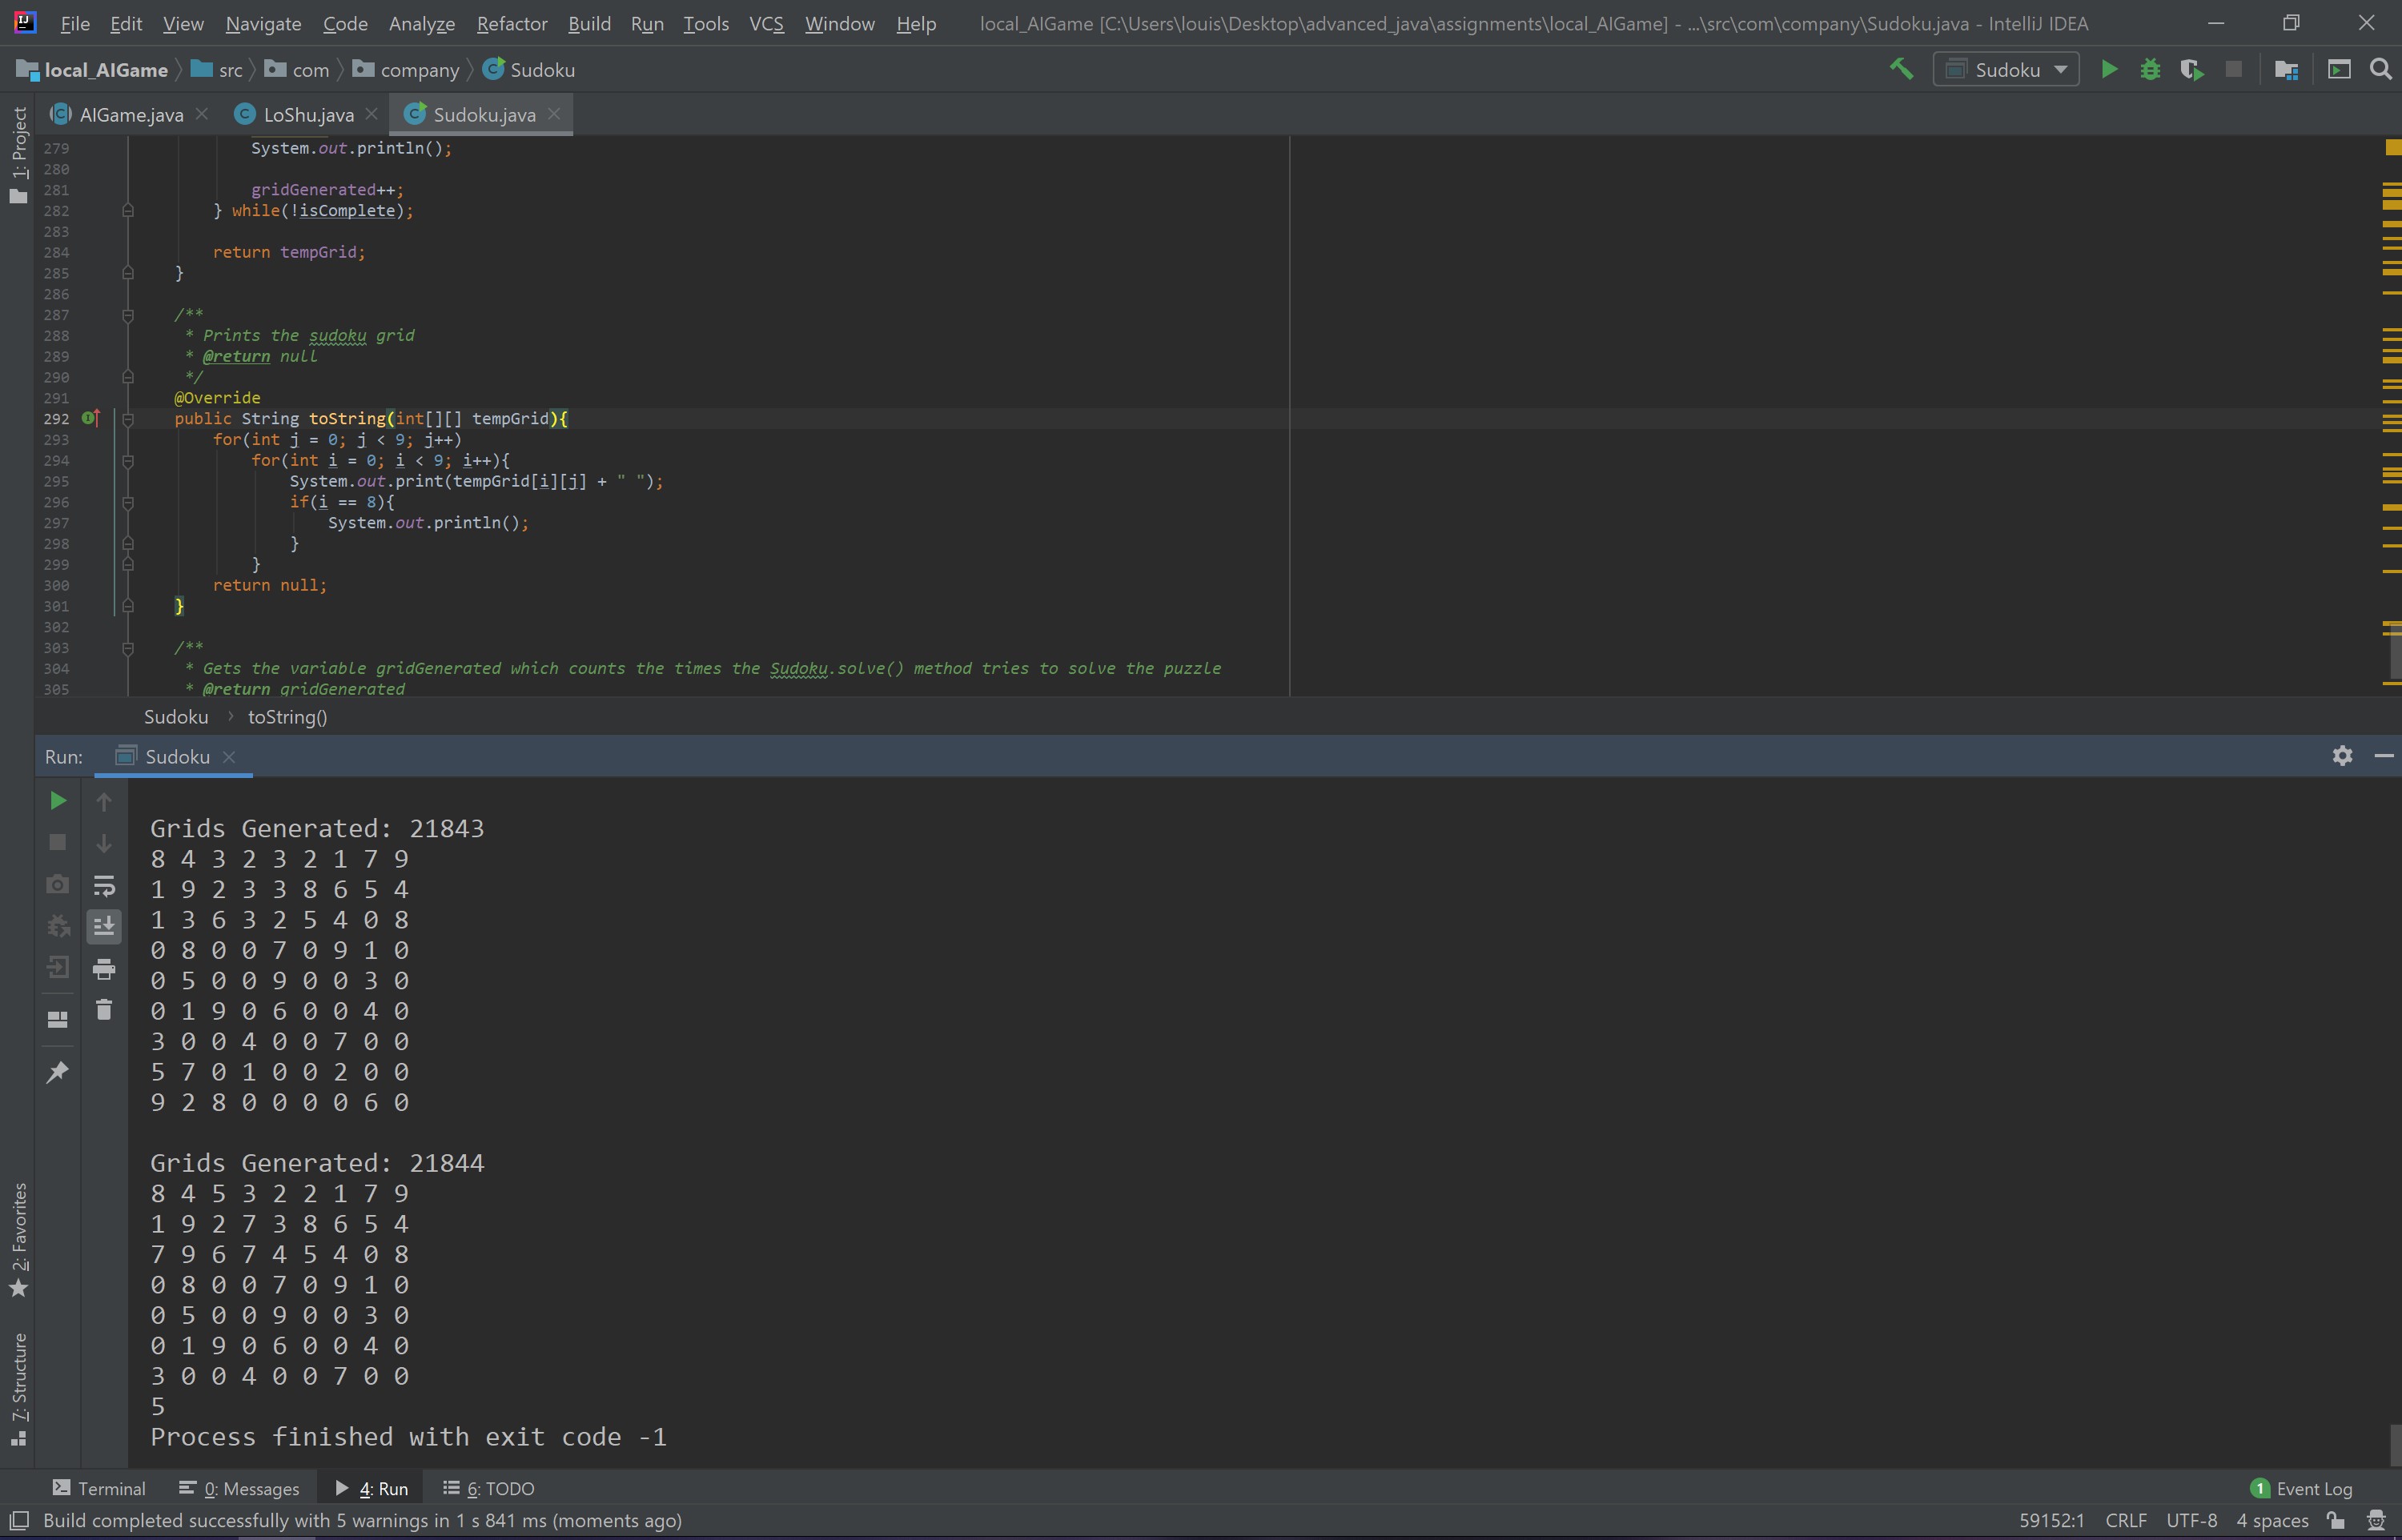 File Edit View Navigate Code Analyze Refactor Build Run Tools VCS Window Help local_AIGame [C:\Users\louis\Desktop\advanced_java\assignments\local_AIGame] - ...\src\com\company\Sudoku.java - IntelliJ IDEA
local_AIGame src com company Sudoku Sudoku
AIGame.java LoShu.java Sudoku.java
1: Project
279 System.out.println();
280
281 gridGenerated++;
282 } while(!isComplete);
283
284 return tempGrid;
285 }
286
287 /**
288 * Prints the sudoku grid
289 * @return null
290 */
291 @Override
292 public String toString(int[][] tempGrid){
293 for(int j = 0; j < 9; j++)
294 for(int i = 0; i < 9; i++){
295 System.out.print(tempGrid[i][j] + " ");
296 if(i == 8){
297 System.out.println();
298 }
299 }
300 return null;
301 }
302
303 /**
304 * Gets the variable gridGenerated which counts the times the Sudoku.solve() method tries to solve the puzzle
305 * @return gridGenerated
Sudoku › toString()
Run: Sudoku
Grids Generated: 21843
8 4 3 2 3 2 1 7 9
1 9 2 3 3 8 6 5 4
1 3 6 3 2 5 4 0 8
0 8 0 0 7 0 9 1 0
0 5 0 0 9 0 0 3 0
0 1 9 0 6 0 0 4 0
3 0 0 4 0 0 7 0 0
5 7 0 1 0 0 2 0 0
9 2 8 0 0 0 0 6 0
Grids Generated: 21844
8 4 5 3 2 2 1 7 9
1 9 2 7 3 8 6 5 4
7 9 6 7 4 5 4 0 8
0 8 0 0 7 0 9 1 0
0 5 0 0 9 0 0 3 0
0 1 9 0 6 0 0 4 0
3 0 0 4 0 0 7 0 0
5
Process finished with exit code -1
2: Favorites
7: Structure
Terminal 0: Messages 4: Run 6: TODO 1 Event Log
Build completed successfully with 5 warnings in 1 s 841 ms (moments ago) 59152:1 CRLF UTF-8 4 spaces